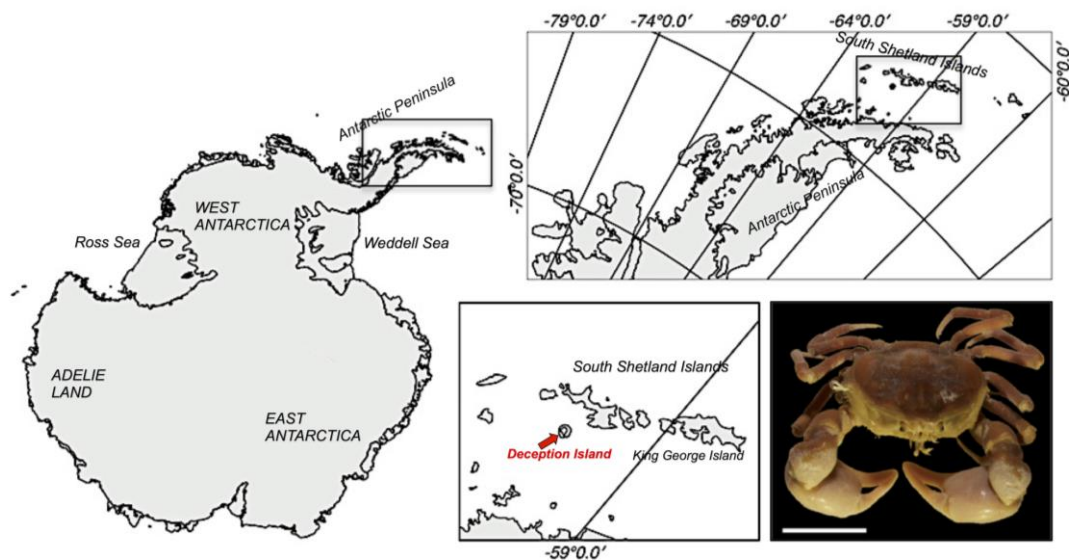 Antarctic Peninsula
WEST
ANTARCTICA
Ross Sea
Weddell Sea
ADELIE
LAND
EAST
ANTARCTICA
-79°0.0′
-74°0.0′
-69°0.0′
-64°0.0′
-59°0.0′
-60°0.0′
-70°0.0′
South Shetland Islands
Antarctic Peninsula
South Shetland Islands
Deception Island
King George Island
-59°0.0′